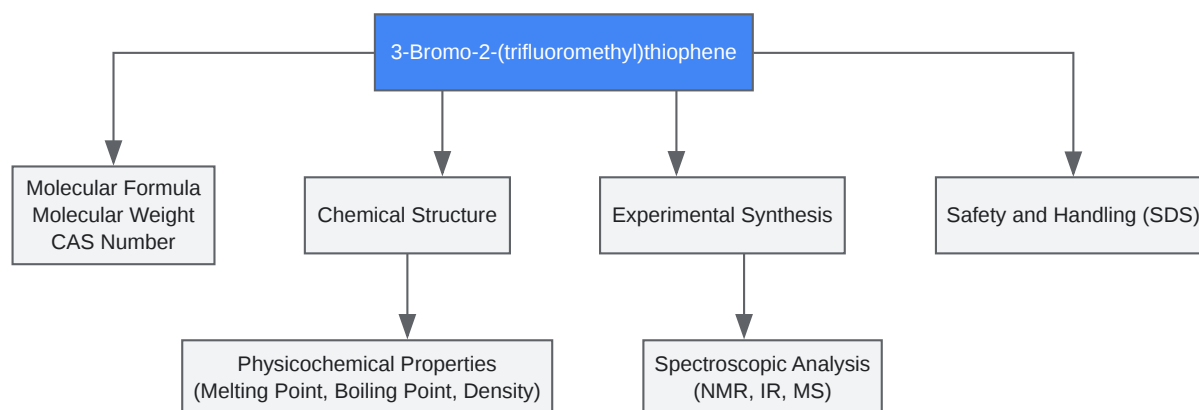 3-Bromo-2-(trifluoromethyl)thiophene
Molecular Formula
Molecular Weight
CAS Number
Chemical Structure
Experimental Synthesis
Safety and Handling (SDS)
Physicochemical Properties
(Melting Point, Boiling Point, Density)
Spectroscopic Analysis
(NMR, IR, MS)